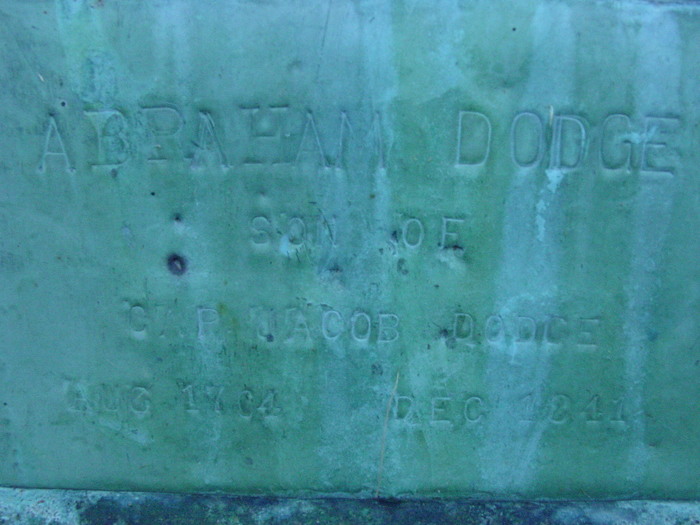 ABRAHAM DODGE
SON OF
CAP JACOB DODGE
AUG 1764 DEC 1841